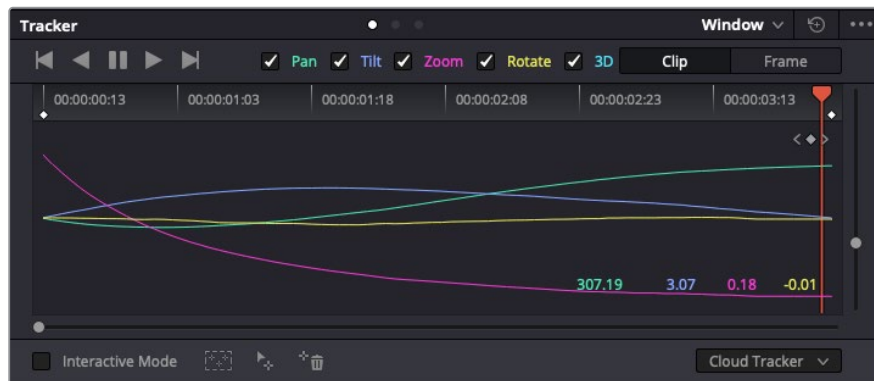 Tracker Window
Pan Tilt Zoom Rotate 3D Clip Frame
00:00:00:13 00:00:01:03 00:00:01:18 00:00:02:08 00:00:02:23 00:00:03:13
307.19 3.07 0.18 -0.01
Interactive Mode Cloud Tracker